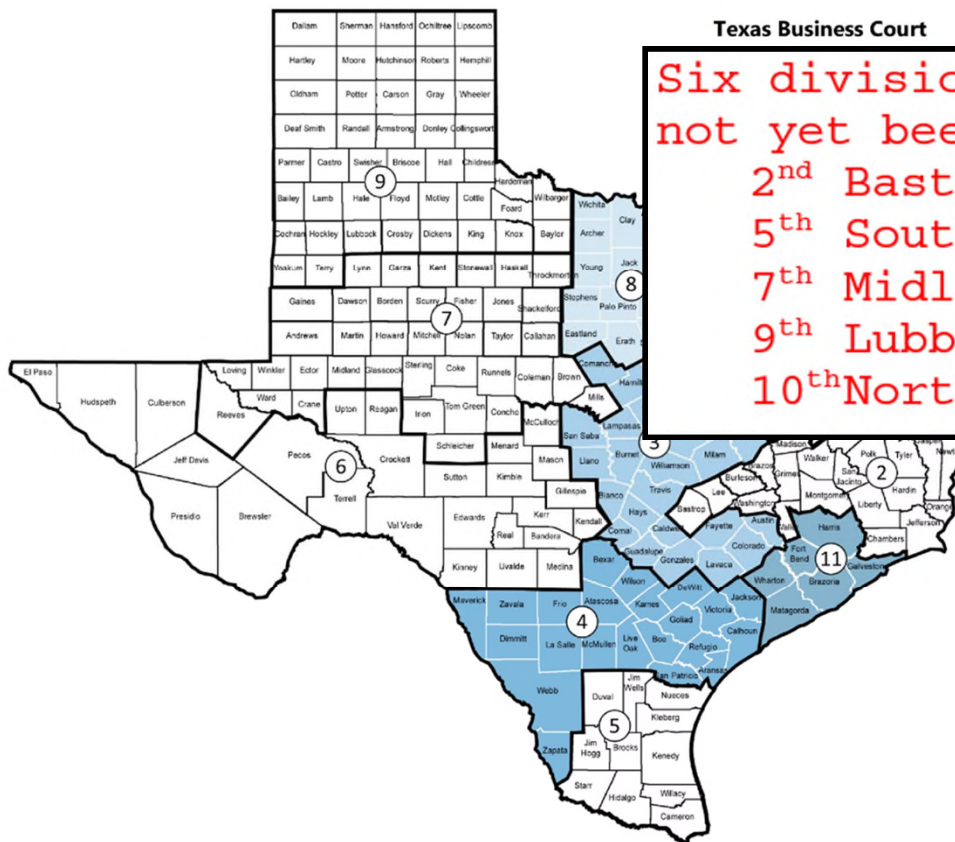 Texas Business Court
Six divisio
not yet bee
2nd Bast
5th Sout
7th Midl
9th Lubb
10thNort
Dallam Sherman Hansford Ochiltree Lipscomb
Hartley Moore Hutchinson Roberts Hemphill
Oldham Potter Carson Gray Wheeler
Deaf Smith Randall Armstrong Donley Collingswort
Parmer Castro Swisher Briscoe Hall Childress
9
Hardeman
Bailey Lamb Hale Floyd Motley Cottle Foard Wilbarger
Cochran Hockley Lubbock Crosby Dickens King Knox Baylor
Yoakum Terry Lynn Garza Kent Stonewall Haskell Throckmorton
Wichita Clay
Archer
Young Jack
8
Stephens Palo Pinto
Eastland Erath
Gaines Dawson Borden Scurry Fisher Jones Shackelford
7
Andrews Martin Howard Mitchell Nolan Taylor Callahan
El Paso Hudspeth Culberson
Loving Winkler Ector Midland Glasscock Sterling Coke Runnels Coleman Brown
Comanche Hamil
Reeves Ward Crane Upton Reagan Irion Tom Green Concho McCulloch Mills
San Saba Lampasas
3
Jeff Davis Pecos Crockett Schleicher Menard
6
Llano Burnet Williamson Milam
Presidio Brewster Terrell Sutton Kimble Mason
Gillespie Blanco Travis
Val Verde Edwards Kerr Kendall
Real Bandera
Hays Comal Caldwell Bastrop Lee
Burleson Brazos Washington
Madison Walker Polk Tyler Jasper Newt
Grimes San Jacinto
2
Montgomery Liberty Hardin Orange
Jefferson
Chambers
Kinney Uvalde Medina
Guadalupe Gonzales Fayette Austin
Lavaca Colorado
Harris
Fort Bend
11
Galveston
Wharton Brazoria
Matagorda
Bexar Wilson
Maverick Zavala Frio Atascosa Karnes DeWitt Jackson
Victoria
4
Goliad
Dimmitt La Salle McMullen Live Oak Bee Refugio Calhoun
San Patricio Aransas
Webb
Duval Jim Wells Nueces
5
Kleberg
Zapata Jim Hogg Brooks Kenedy
Starr Hidalgo Willacy
Cameron